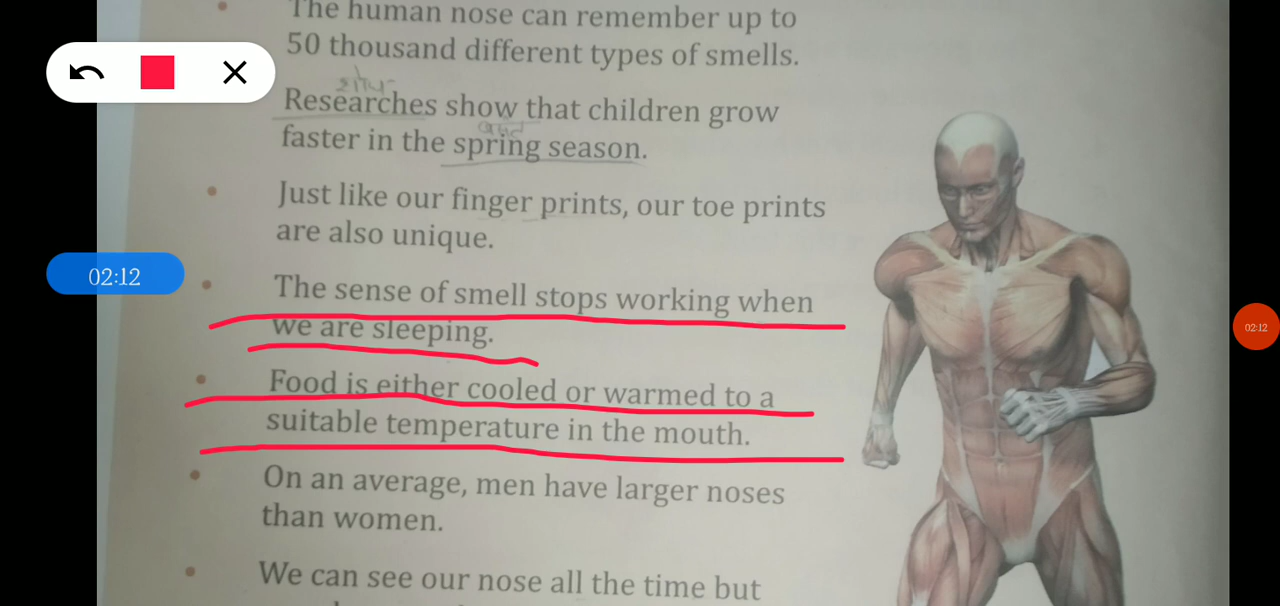 The human nose can remember up to
50 thousand different types of smells.
Researches show that children grow
faster in the spring season.
Just like our finger prints, our toe prints
are also unique.
02:12
The sense of smell stops working when
we are sleeping.
02:12
Food is either cooled or warmed to a
suitable temperature in the mouth.
On an average, men have larger noses
than women.
We can see our nose all the time but